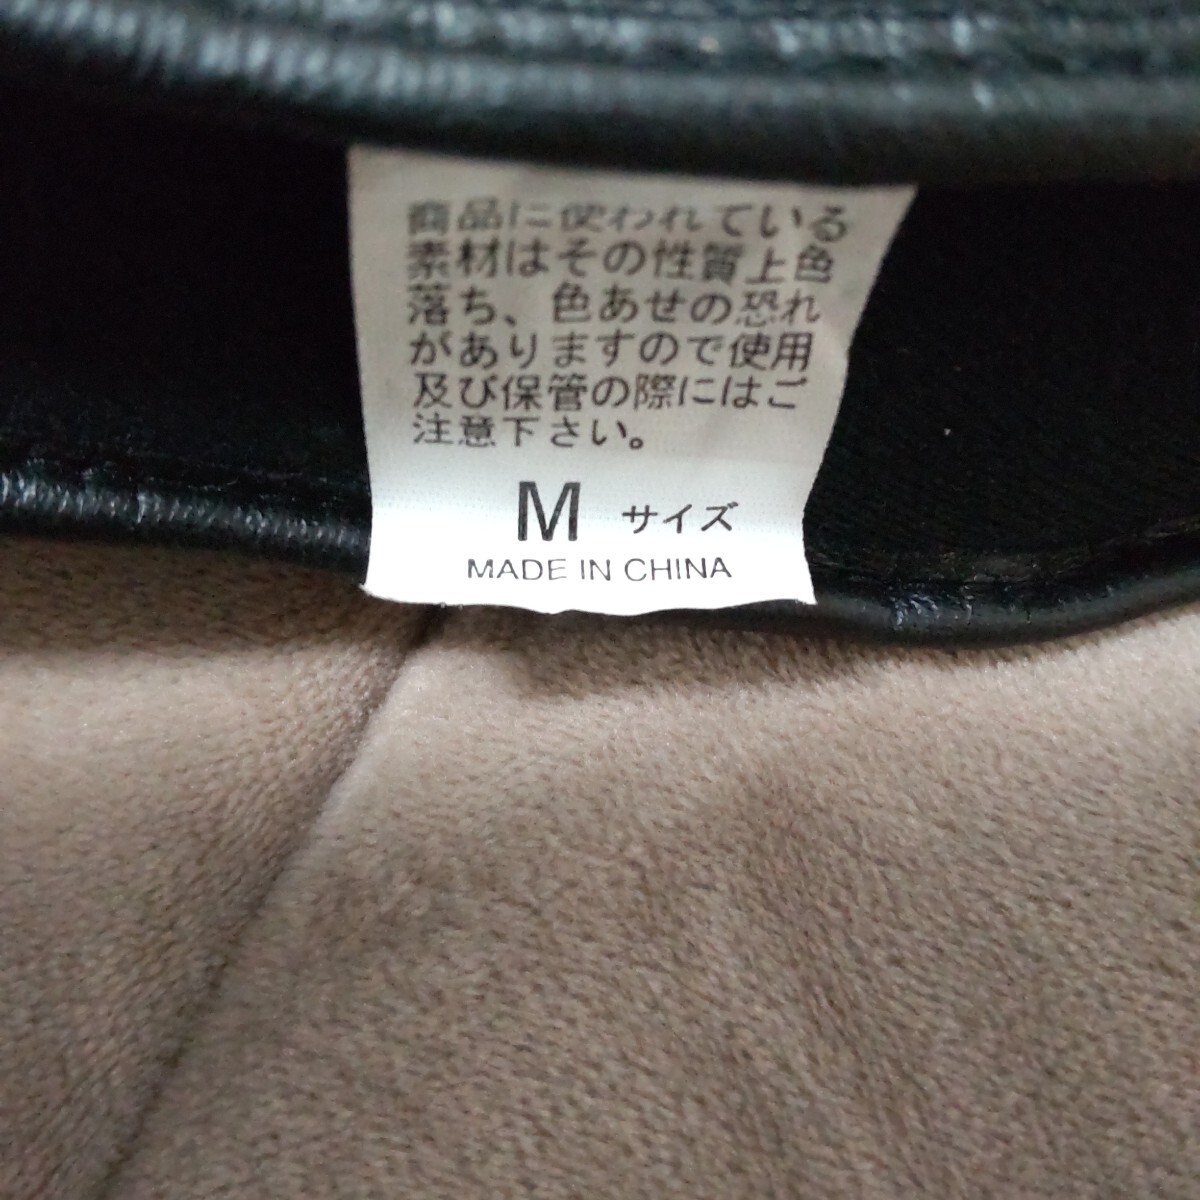 商品に使われている
素材はその性質上色
落ち、色あせの恐れ
がありますので使用
及び保管の際にはご
注意下さい。
M サイズ
MADE IN CHINA